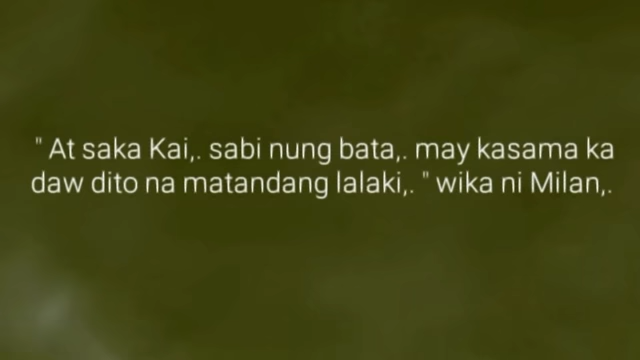 " At saka Kai,. sabi nung bata,. may kasama ka
daw dito na matandang lalaki,. " wika ni Milan,.